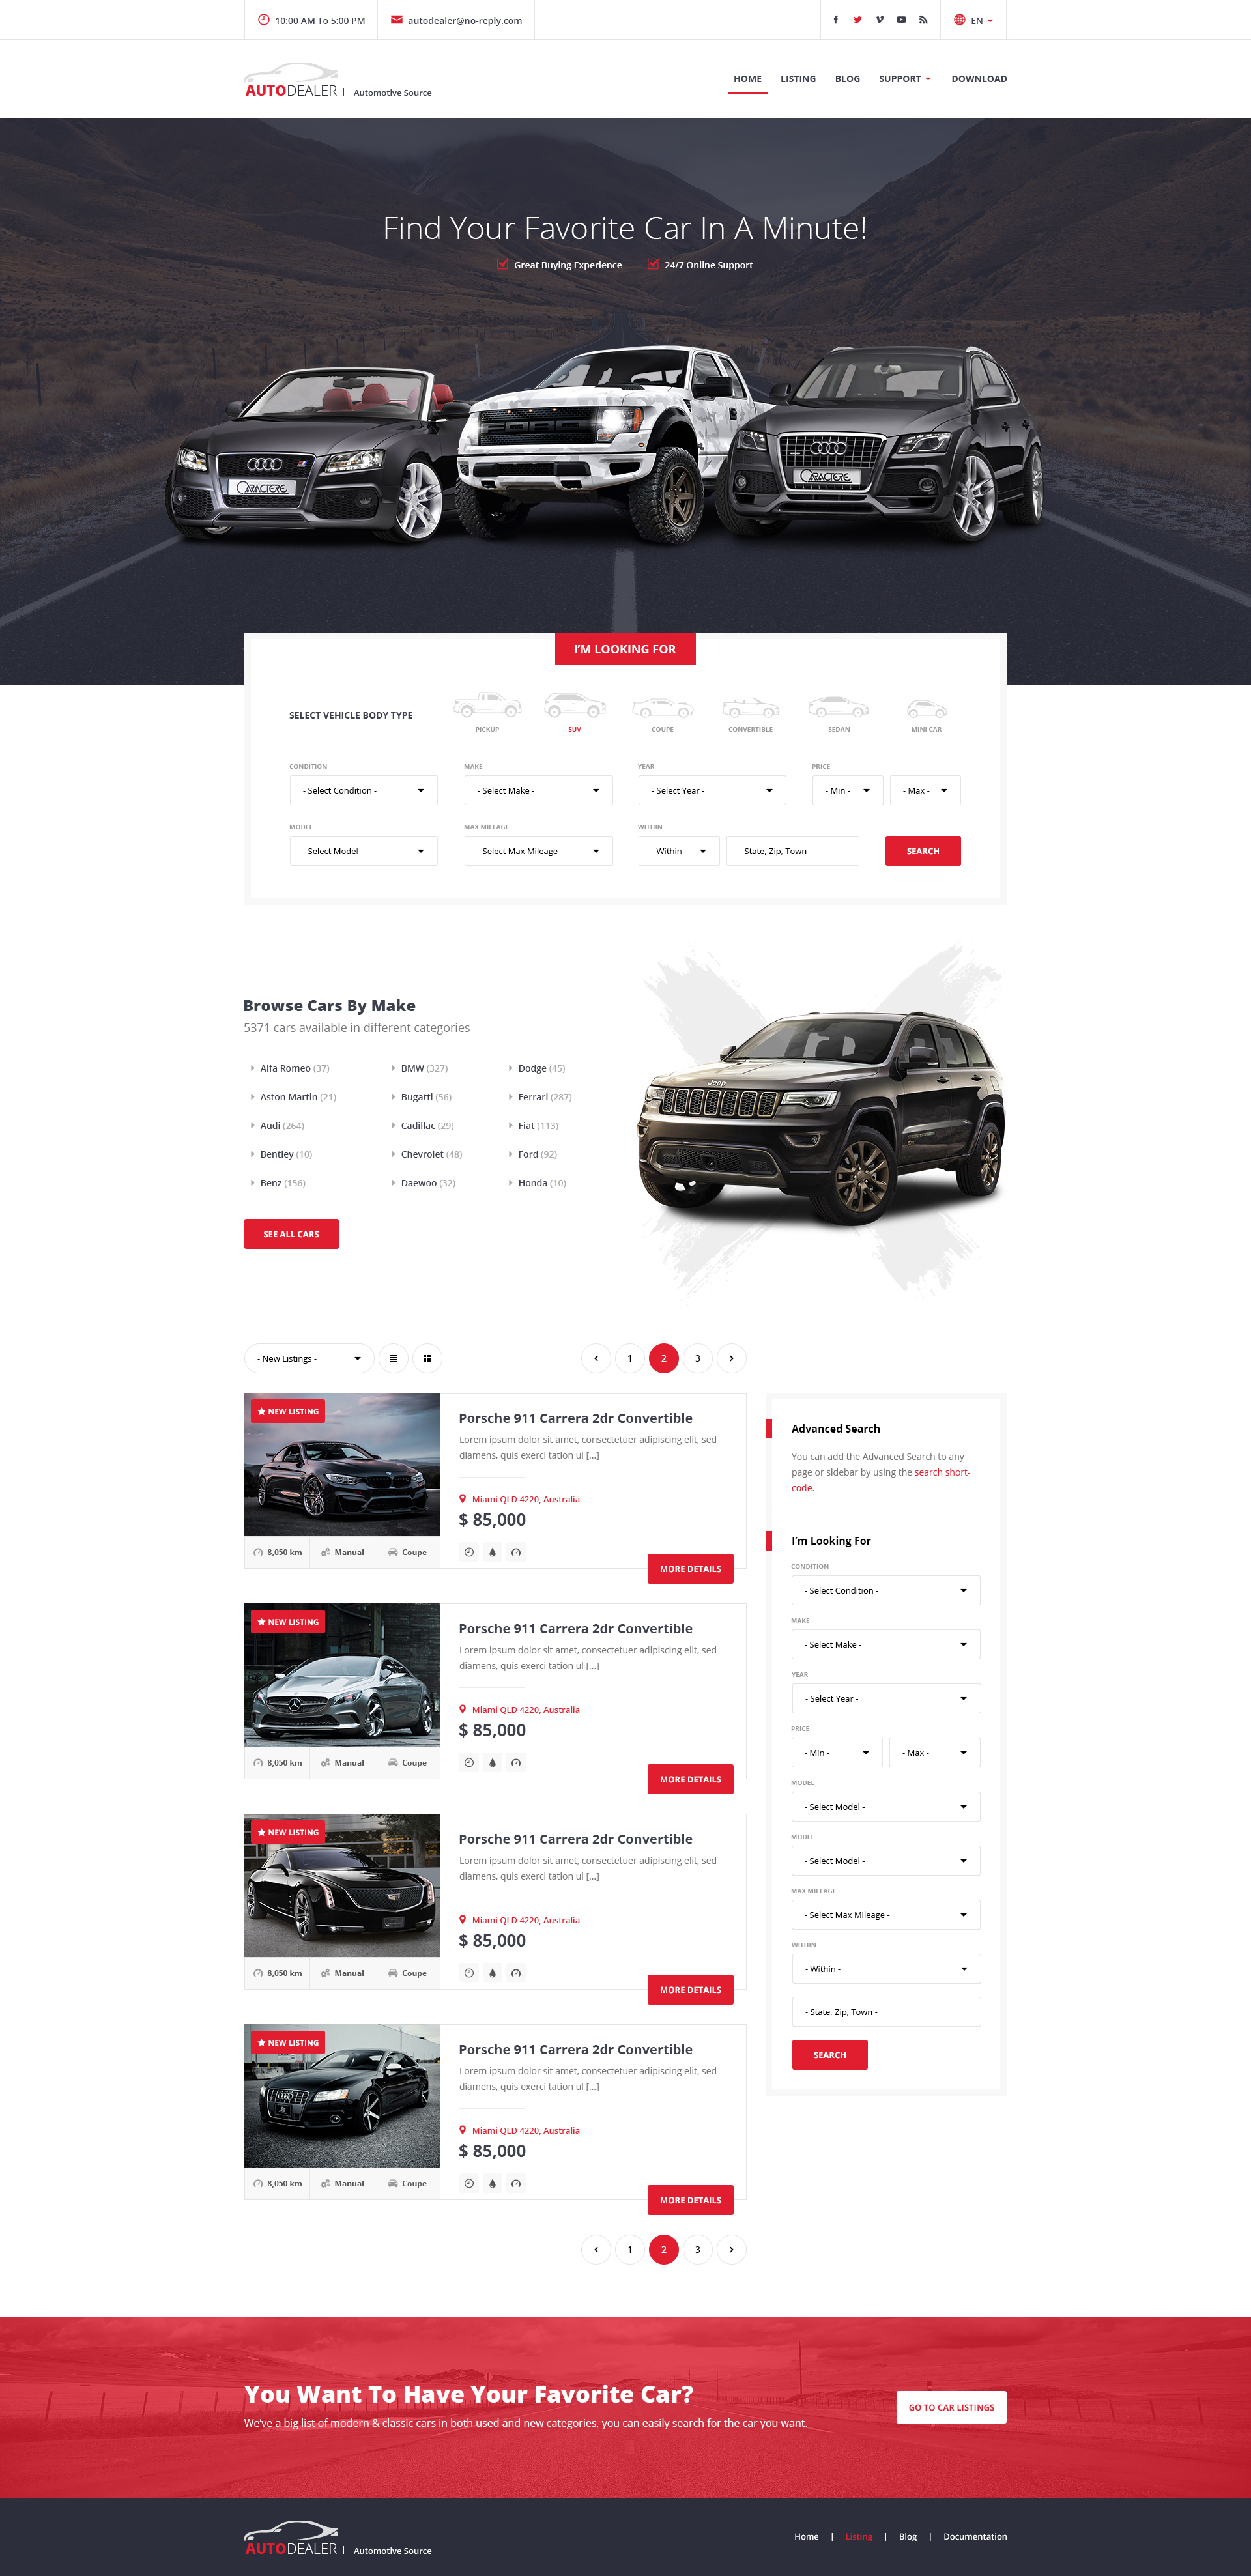 10:00 AM To 5:00 PM
autodealer@no-reply.com
EN
AUTODEALER | Automotive Source
HOME LISTING BLOG SUPPORT DOWNLOAD
Find Your Favorite Car In A Minute!
Great Buying Experience 24/7 Online Support
FORD
CARACTERE
CARACTERE
I'M LOOKING FOR
SELECT VEHICLE BODY TYPE
PICKUP SUV COUPE CONVERTIBLE SEDAN MINI CAR
CONDITION MAKE YEAR PRICE
- Select Condition - - Select Make - - Select Year - - Min - - Max -
MODEL MAX MILEAGE WITHIN
- Select Model - - Select Max Mileage - - Within - - State, Zip, Town - SEARCH
Browse Cars By Make
5371 cars available in different categories
Alfa Romeo (37) BMW (327) Dodge (45)
Aston Martin (21) Bugatti (56) Ferrari (287)
Audi (264) Cadillac (29) Fiat (113)
Bentley (10) Chevrolet (48) Ford (92)
Benz (156) Daewoo (32) Honda (10)
SEE ALL CARS
Jeep
- New Listings -
1 2 3
NEW LISTING
Porsche 911 Carrera 2dr Convertible
Lorem ipsum dolor sit amet, consectetuer adipiscing elit, sed
diamens, quis exerci tation ul [...]
Miami QLD 4220, Australia
$ 85,000
8,050 km Manual Coupe
MORE DETAILS
NEW LISTING
Porsche 911 Carrera 2dr Convertible
Lorem ipsum dolor sit amet, consectetuer adipiscing elit, sed
diamens, quis exerci tation ul [...]
Miami QLD 4220, Australia
$ 85,000
8,050 km Manual Coupe
MORE DETAILS
NEW LISTING
Porsche 911 Carrera 2dr Convertible
Lorem ipsum dolor sit amet, consectetuer adipiscing elit, sed
diamens, quis exerci tation ul [...]
Miami QLD 4220, Australia
$ 85,000
8,050 km Manual Coupe
MORE DETAILS
NEW LISTING
Porsche 911 Carrera 2dr Convertible
Lorem ipsum dolor sit amet, consectetuer adipiscing elit, sed
diamens, quis exerci tation ul [...]
Miami QLD 4220, Australia
$ 85,000
8,050 km Manual Coupe
MORE DETAILS
1 2 3
Advanced Search
You can add the Advanced Search to any
page or sidebar by using the search short-
code.
I'm Looking For
CONDITION
- Select Condition -
MAKE
- Select Make -
YEAR
- Select Year -
PRICE
- Min - - Max -
MODEL
- Select Model -
MODEL
- Select Model -
MAX MILEAGE
- Select Max Mileage -
WITHIN
- Within -
- State, Zip, Town -
SEARCH
You Want To Have Your Favorite Car?
We've a big list of modern & classic cars in both used and new categories, you can easily search for the car you want.
GO TO CAR LISTINGS
AUTODEALER | Automotive Source
Home | Listing | Blog | Documentation